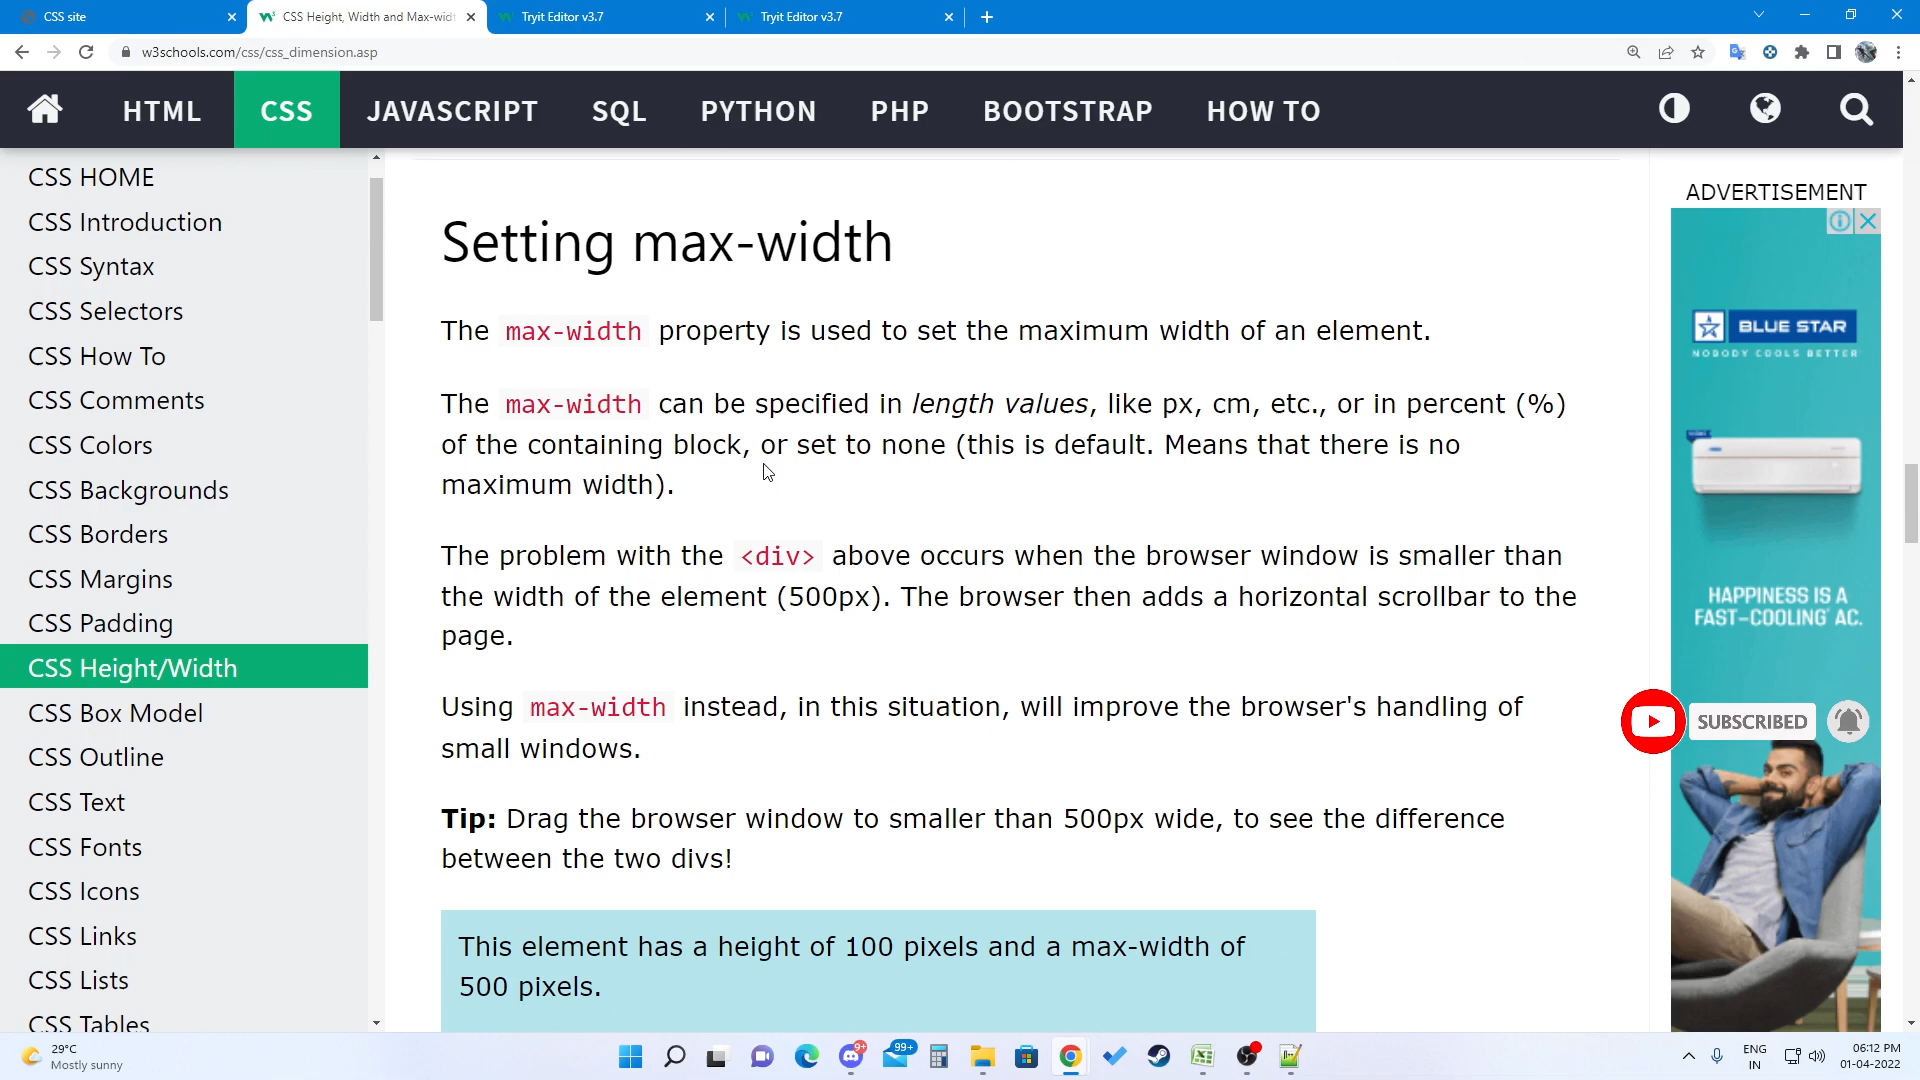 CSS site
CSS Height, Width and Max-widt
Tryit Editor v3.7
Tryit Editor v3.7
w3schools.com/css/css_dimension.asp
HTML CSS JAVASCRIPT SQL PYTHON PHP BOOTSTRAP HOW TO
CSS HOME
CSS Introduction
CSS Syntax
CSS Selectors
CSS How To
CSS Comments
CSS Colors
CSS Backgrounds
CSS Borders
CSS Margins
CSS Padding
CSS Height/Width
CSS Box Model
CSS Outline
CSS Text
CSS Fonts
CSS Icons
CSS Links
CSS Lists
CSS Tables
Setting max-width
The max-width property is used to set the maximum width of an element.
The max-width can be specified in length values, like px, cm, etc., or in percent (%)
of the containing block, or set to none (this is default. Means that there is no
maximum width).
The problem with the <div> above occurs when the browser window is smaller than
the width of the element (500px). The browser then adds a horizontal scrollbar to the
page.
Using max-width instead, in this situation, will improve the browser's handling of
small windows.
Tip: Drag the browser window to smaller than 500px wide, to see the difference
between the two divs!
This element has a height of 100 pixels and a max-width of
500 pixels.
ADVERTISEMENT
BLUE STAR
NOBODY COOLS BETTER
HAPPINESS IS A
FAST-COOLING* AC.
SUBSCRIBED
29°C
Mostly sunny
9+
99+
ENG
IN
06:12 PM
01-04-2022